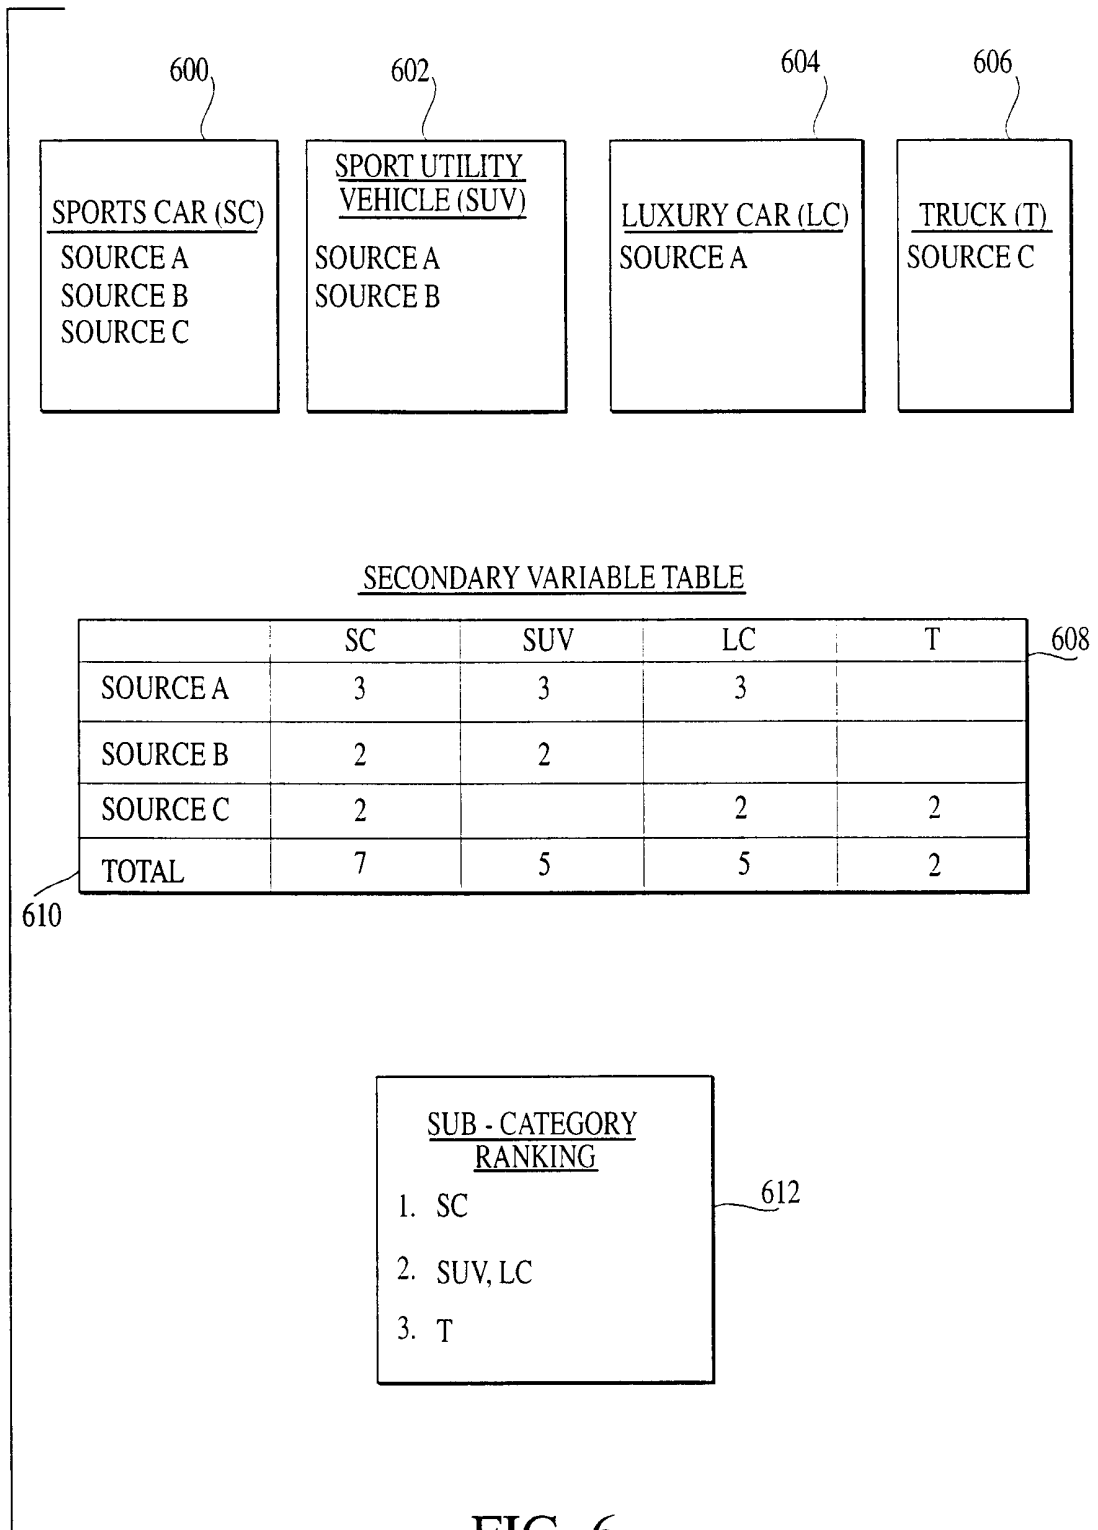 600 602 604 606
SPORTS CAR (SC)
SOURCE A
SOURCE B
SOURCE C
SPORT UTILITY
VEHICLE (SUV)
SOURCE A
SOURCE B
LUXURY CAR (LC)
SOURCE A
TRUCK (T)
SOURCE C
SECONDARY VARIABLE TABLE
SC SUV LC T
608
SOURCE A 3 3 3
SOURCE B 2 2
SOURCE C 2 2 2
TOTAL 7 5 5 2
610
SUB - CATEGORY
RANKING
1. SC
2. SUV, LC
3. T
612
FIG. 6